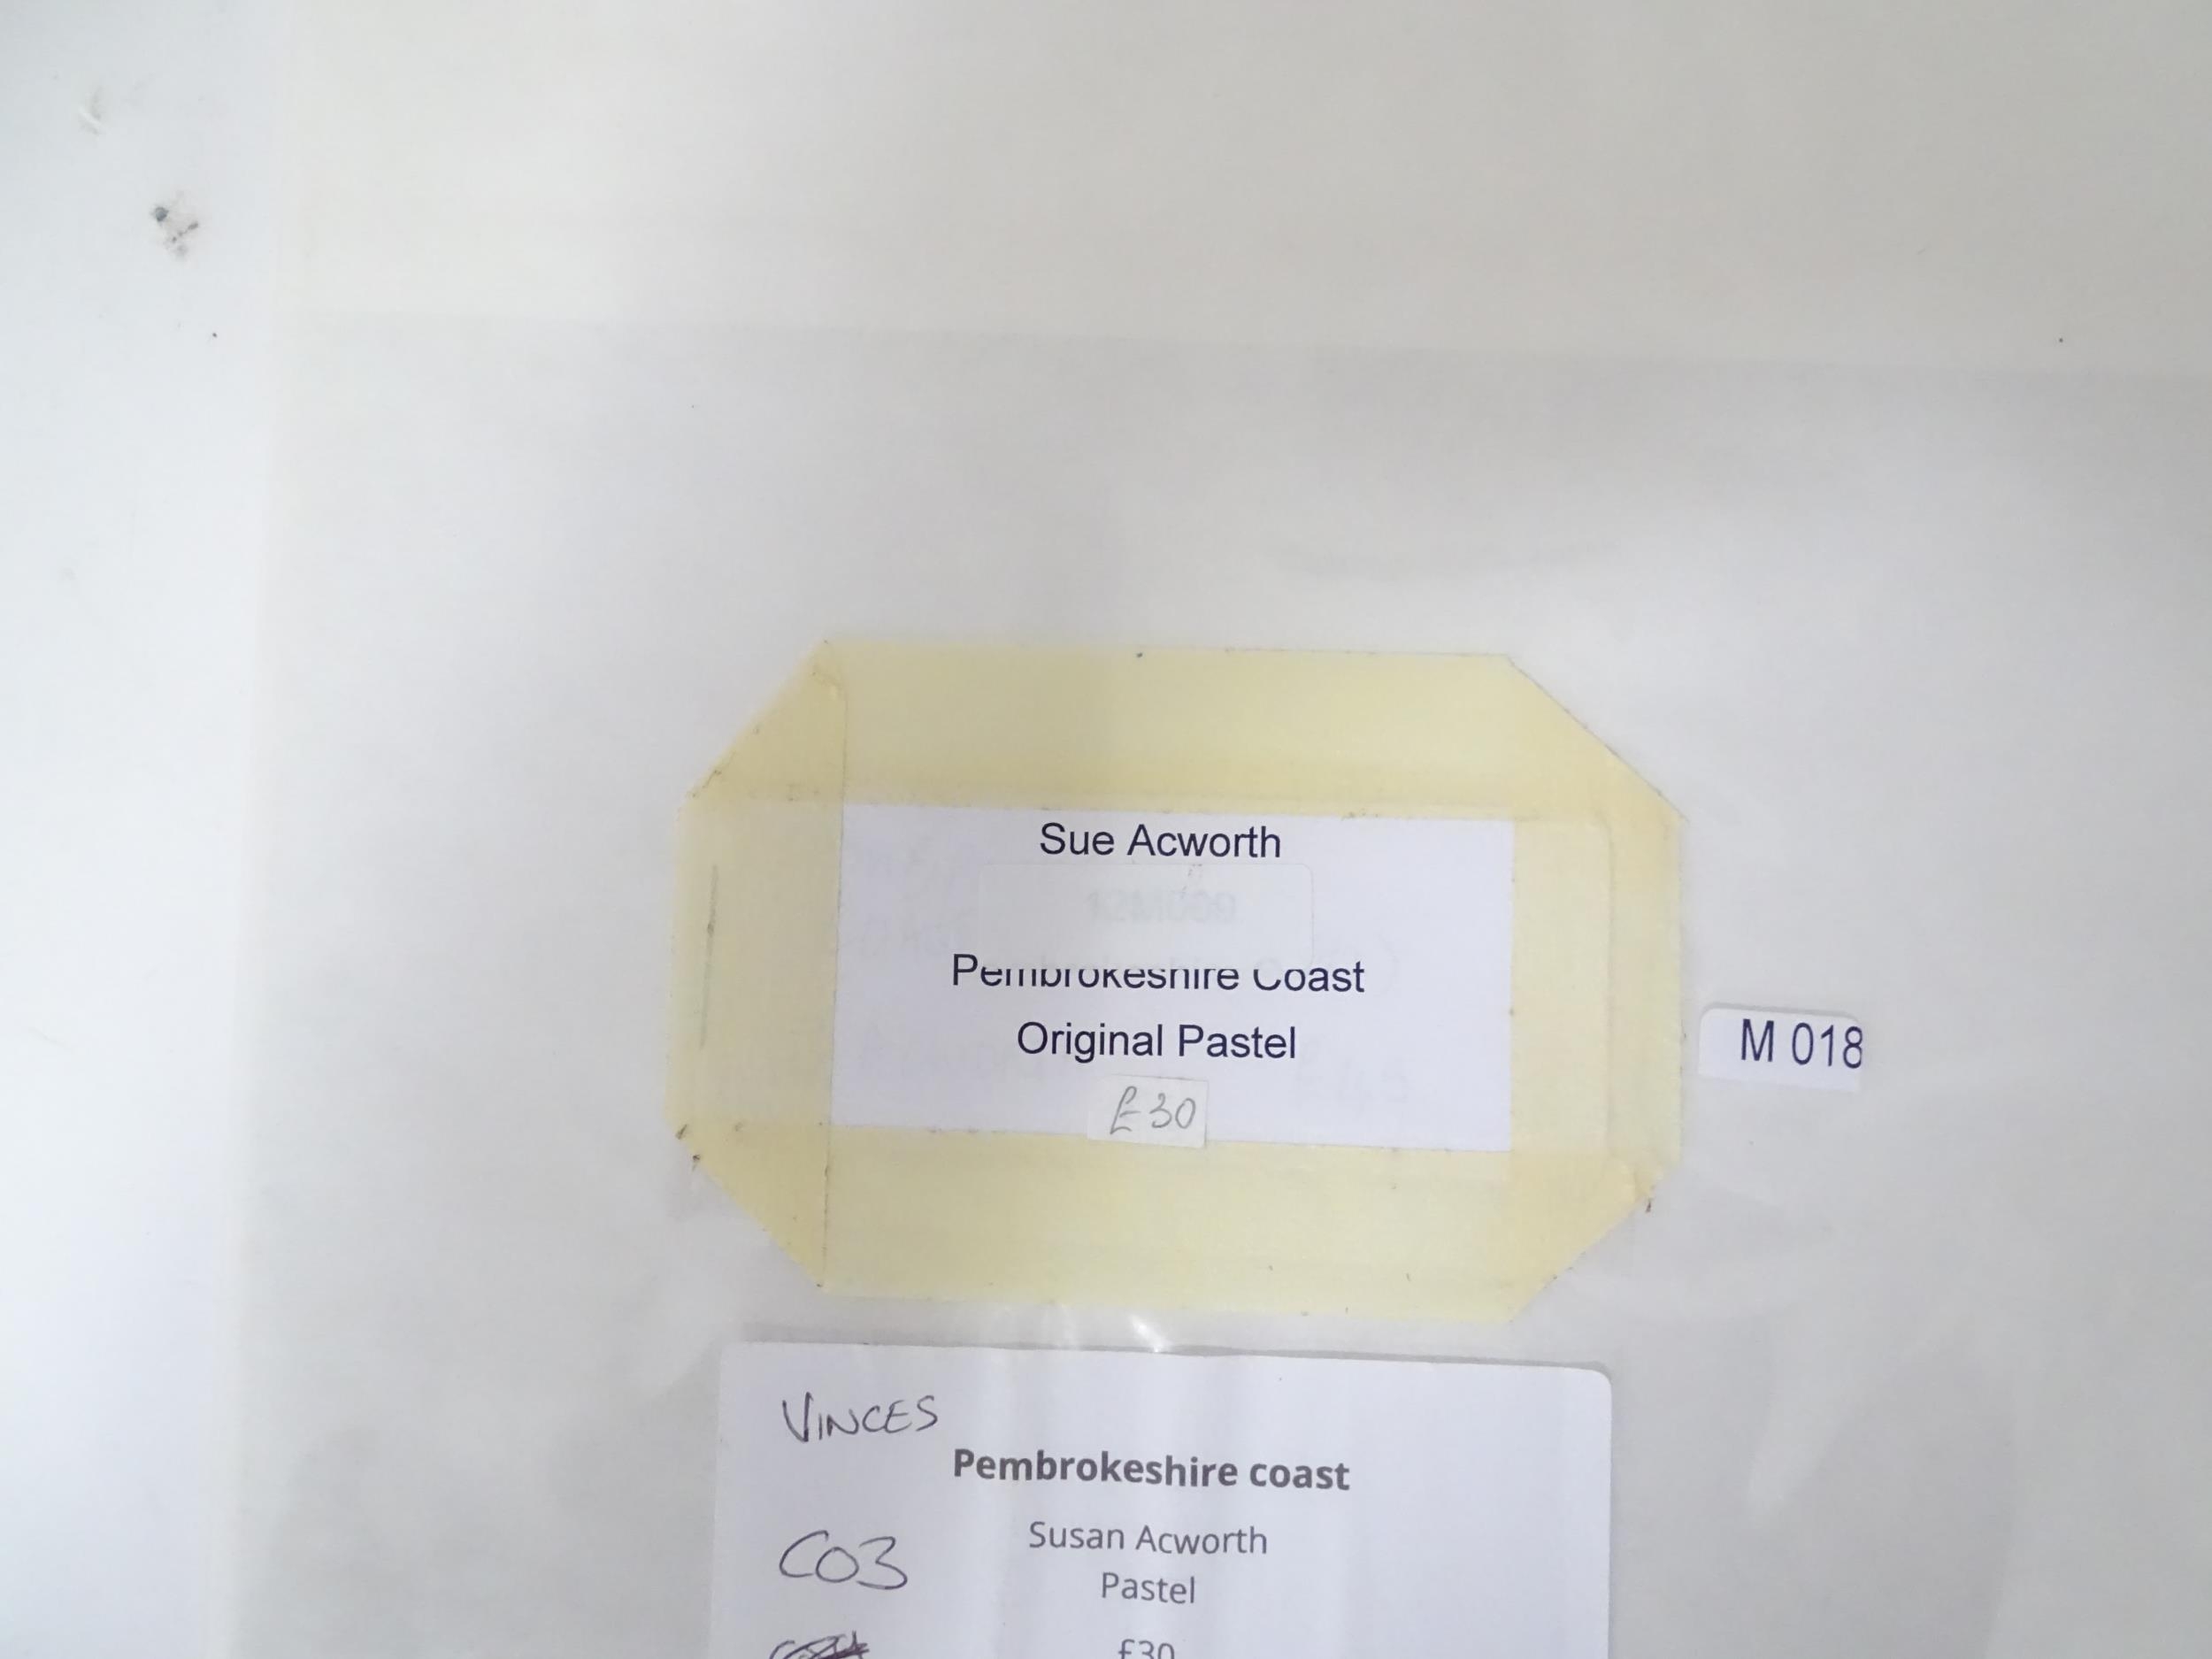 Sue Acworth
Pembrokeshire Coast
Original Pastel
£30
M 018
VINCES
Pembrokeshire coast
C03
Susan Acworth
Pastel
£30